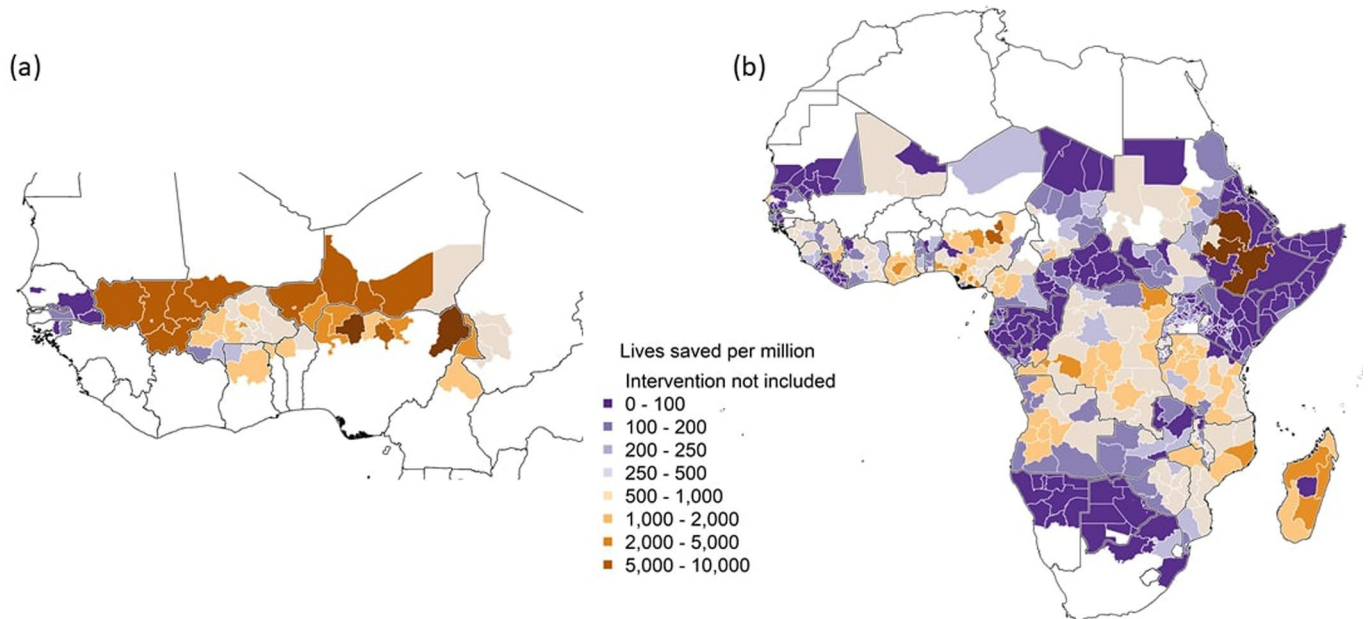 (a)
(b)
Lives saved per million
Intervention not included
0 - 100
100 - 200
200 - 250
250 - 500
500 - 1,000
1,000 - 2,000
2,000 - 5,000
5,000 - 10,000